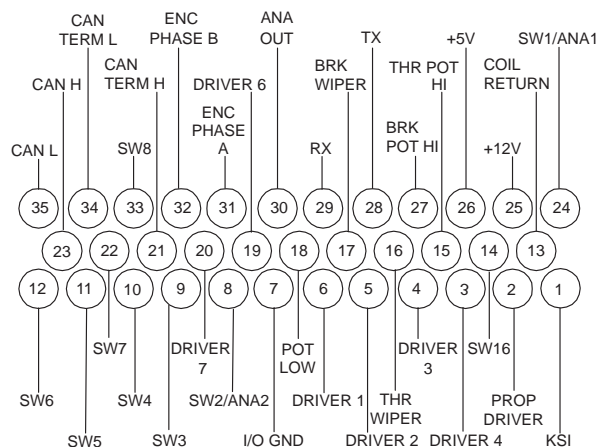 CAN
TERM L
ENC
PHASE B
ANA
OUT
TX
+5V
SW1/ANA1
CAN H
CAN
TERM H
DRIVER 6
BRK
WIPER
THR POT
HI
COIL
RETURN
CAN L
SW8
ENC
PHASE
A
RX
BRK
POT HI
+12V
35
34
33
32
31
30
29
28
27
26
25
24
23
22
21
20
19
18
17
16
15
14
13
12
11
10
9
8
7
6
5
4
3
2
1
SW7
DRIVER
7
POT
LOW
DRIVER
3
SW16
SW6
SW4
SW2/ANA2
DRIVER 1
THR
WIPER
PROP
DRIVER
SW5
SW3
I/O GND
DRIVER 2
DRIVER 4
KSI